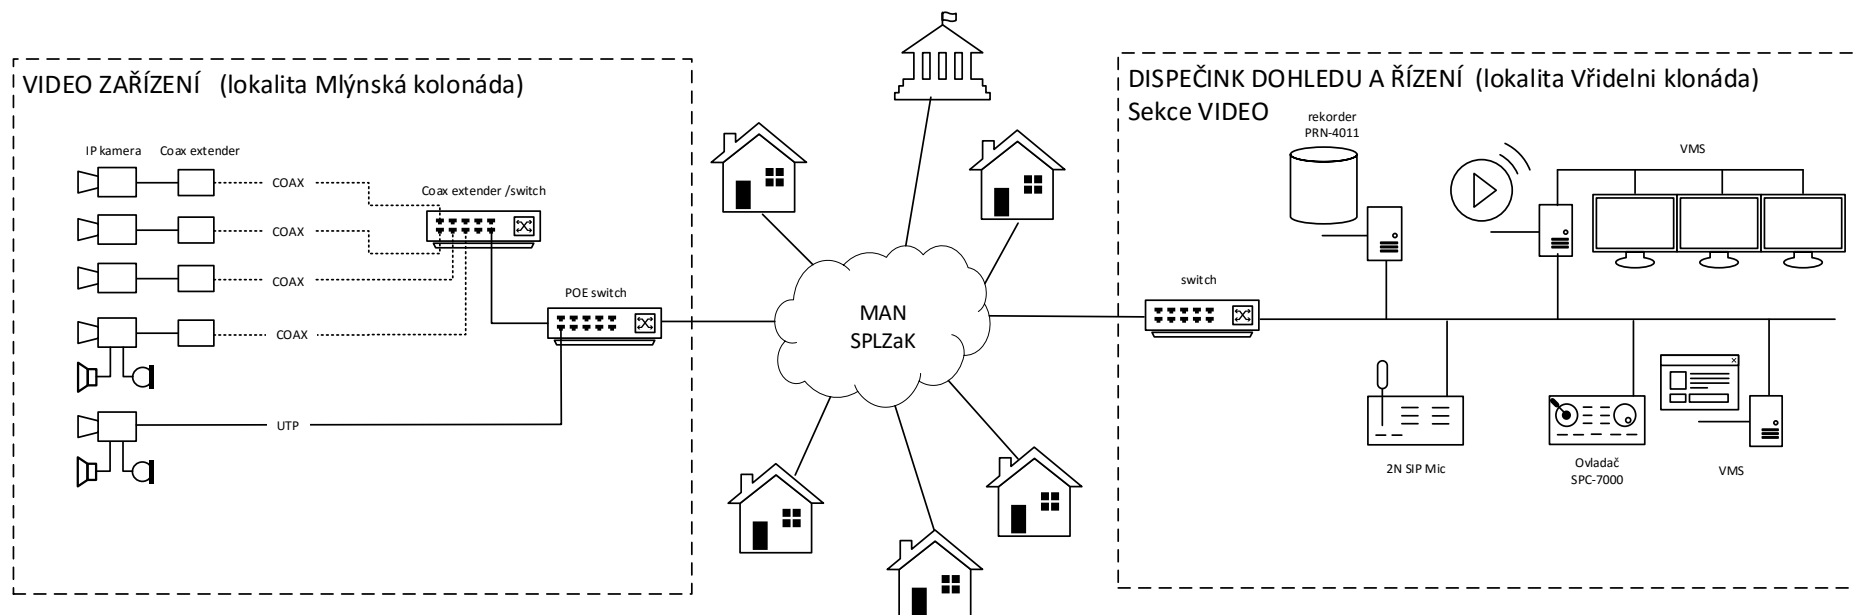 VIDEO ZAŘÍZENÍ (lokalita Mlýnská kolonáda)
IP kamera
Coax extender
COAX
COAX
COAX
COAX
UTP
Coax extender /switch
POE switch
MAN
SPLZaK
DISPEČINK DOHLEDU A ŘÍZENÍ (lokalita Vřidelni klonáda)
Sekce VIDEO
rekorder
PRN-4011
VMS
switch
2N SIP Mic
Ovladač
SPC-7000
VMS